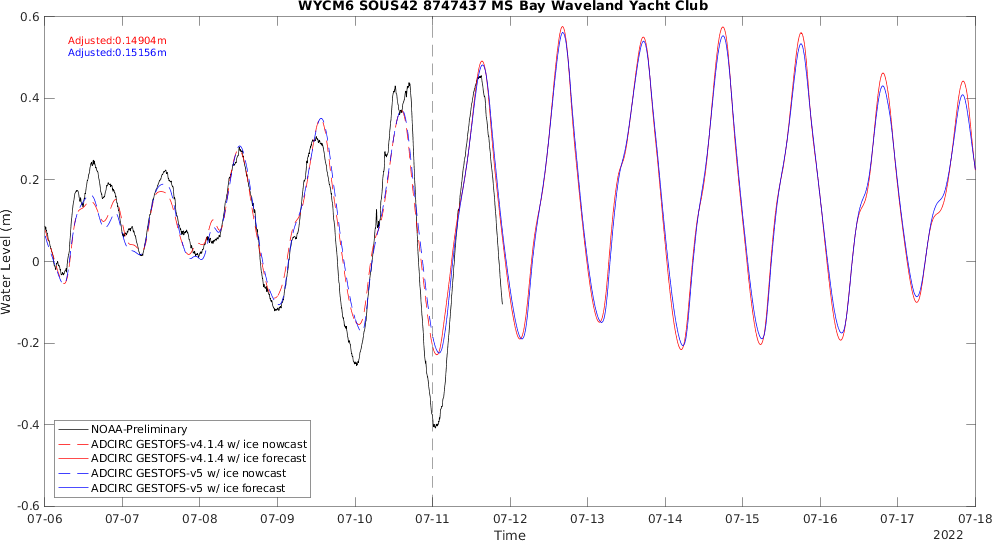 WYCM6 SOUS42 8747437 MS Bay Waveland Yacht Club
Adjusted:0.14904m
Adjusted:0.15156m
0.6
0.4
0.2
0
-0.2
-0.4
-0.6
Water Level (m)
NOAA-Preliminary
ADCIRC GESTOFS-v4.1.4 w/ ice nowcast
ADCIRC GESTOFS-v4.1.4 w/ ice forecast
ADCIRC GESTOFS-v5 w/ ice nowcast
ADCIRC GESTOFS-v5 w/ ice forecast
07-06 07-07 07-08 07-09 07-10 07-11 07-12 07-13 07-14 07-15 07-16 07-17 07-18
Time
2022